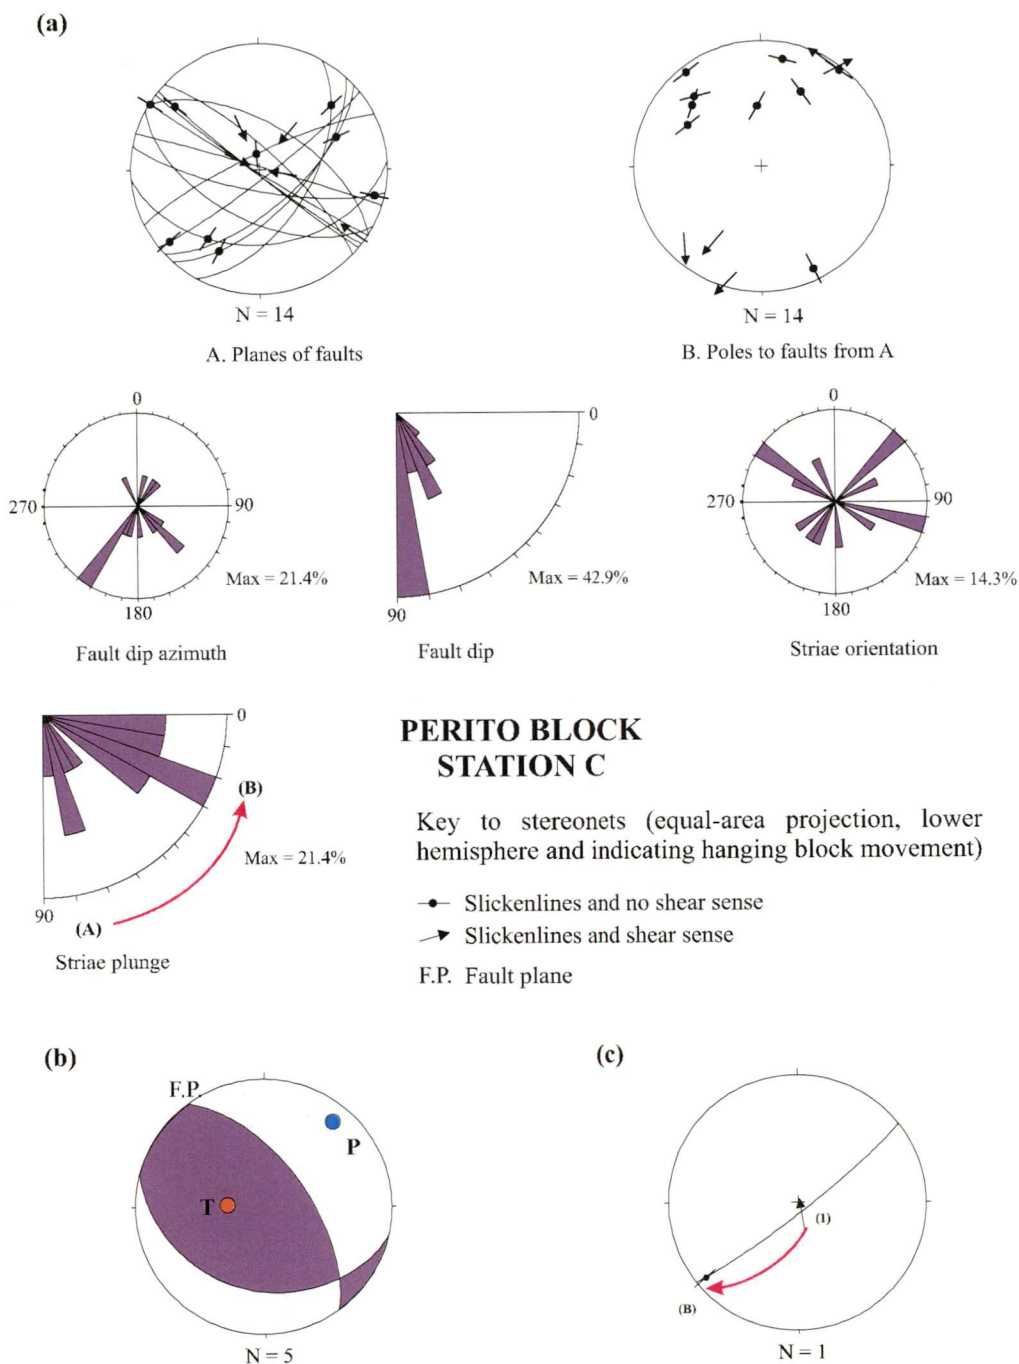 (a)
N = 14
N = 14
A. Planes of faults
B. Poles to faults from A
0
270
90
Max = 21.4%
180
Fault dip azimuth
0
Max = 42.9%
90
Fault dip
0
270
90
Max = 14.3%
180
Striae orientation
0
(B)
Max = 21.4%
90
(A)
Striae plunge
PERITO BLOCK
STATION C
Key to stereonets (equal-area projection, lower
hemisphere and indicating hanging block movement)
Slickenlines and no shear sense
Slickenlines and shear sense
F.P. Fault plane
(b)
F.P.
P
T
N = 5
(c)
(1)
(B)
N = 1